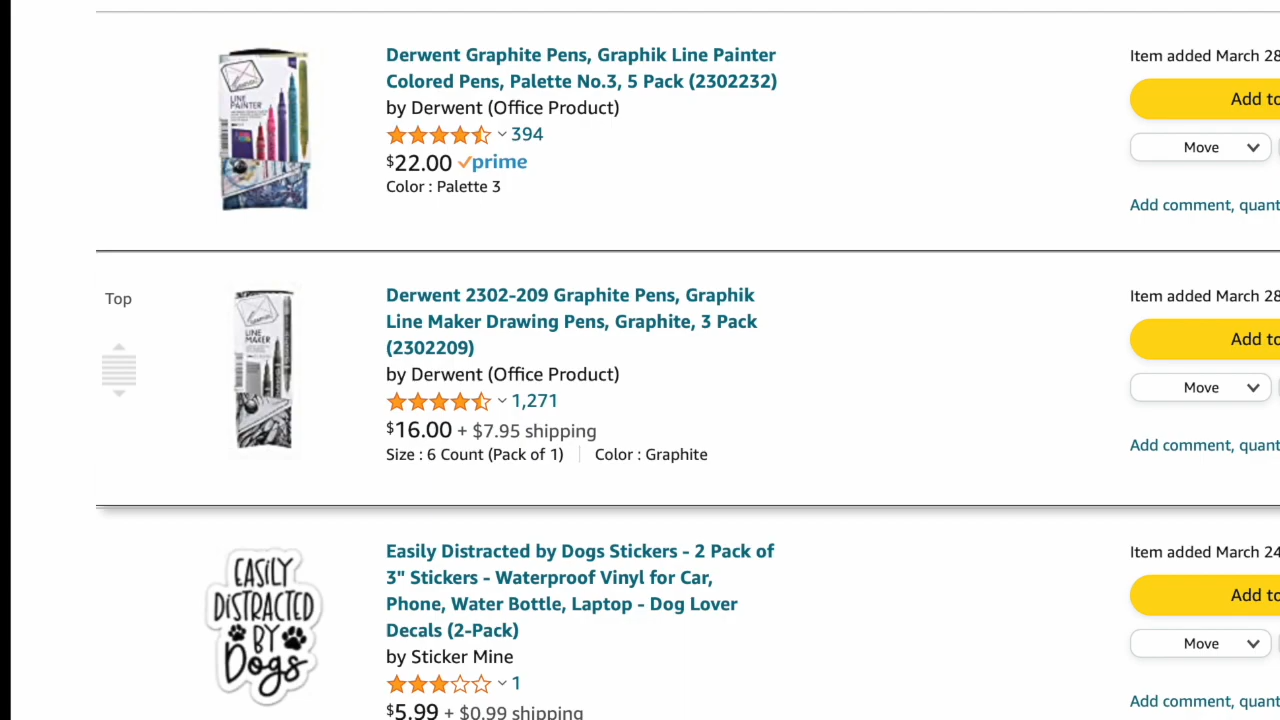 Derwent Graphite Pens, Graphik Line Painter
Colored Pens, Palette No.3, 5 Pack (2302232)
by Derwent (Office Product)
394
$22.00 prime
Color : Palette 3
Item added March 28
Add to
Move
Add comment, quant
LINE
PAINTER
Top
Derwent 2302-209 Graphite Pens, Graphik
Line Maker Drawing Pens, Graphite, 3 Pack
(2302209)
by Derwent (Office Product)
1,271
$16.00 + $7.95 shipping
Size : 6 Count (Pack of 1) Color : Graphite
Item added March 28
Add to
Move
Add comment, quant
LINE
MAKER
EASILY
DISTRACTED
BY
Dogs
Easily Distracted by Dogs Stickers - 2 Pack of
3" Stickers - Waterproof Vinyl for Car,
Phone, Water Bottle, Laptop - Dog Lover
Decals (2-Pack)
by Sticker Mine
1
$5.99 + $0.99 shipping
Item added March 24
Add to
Move
Add comment, quant